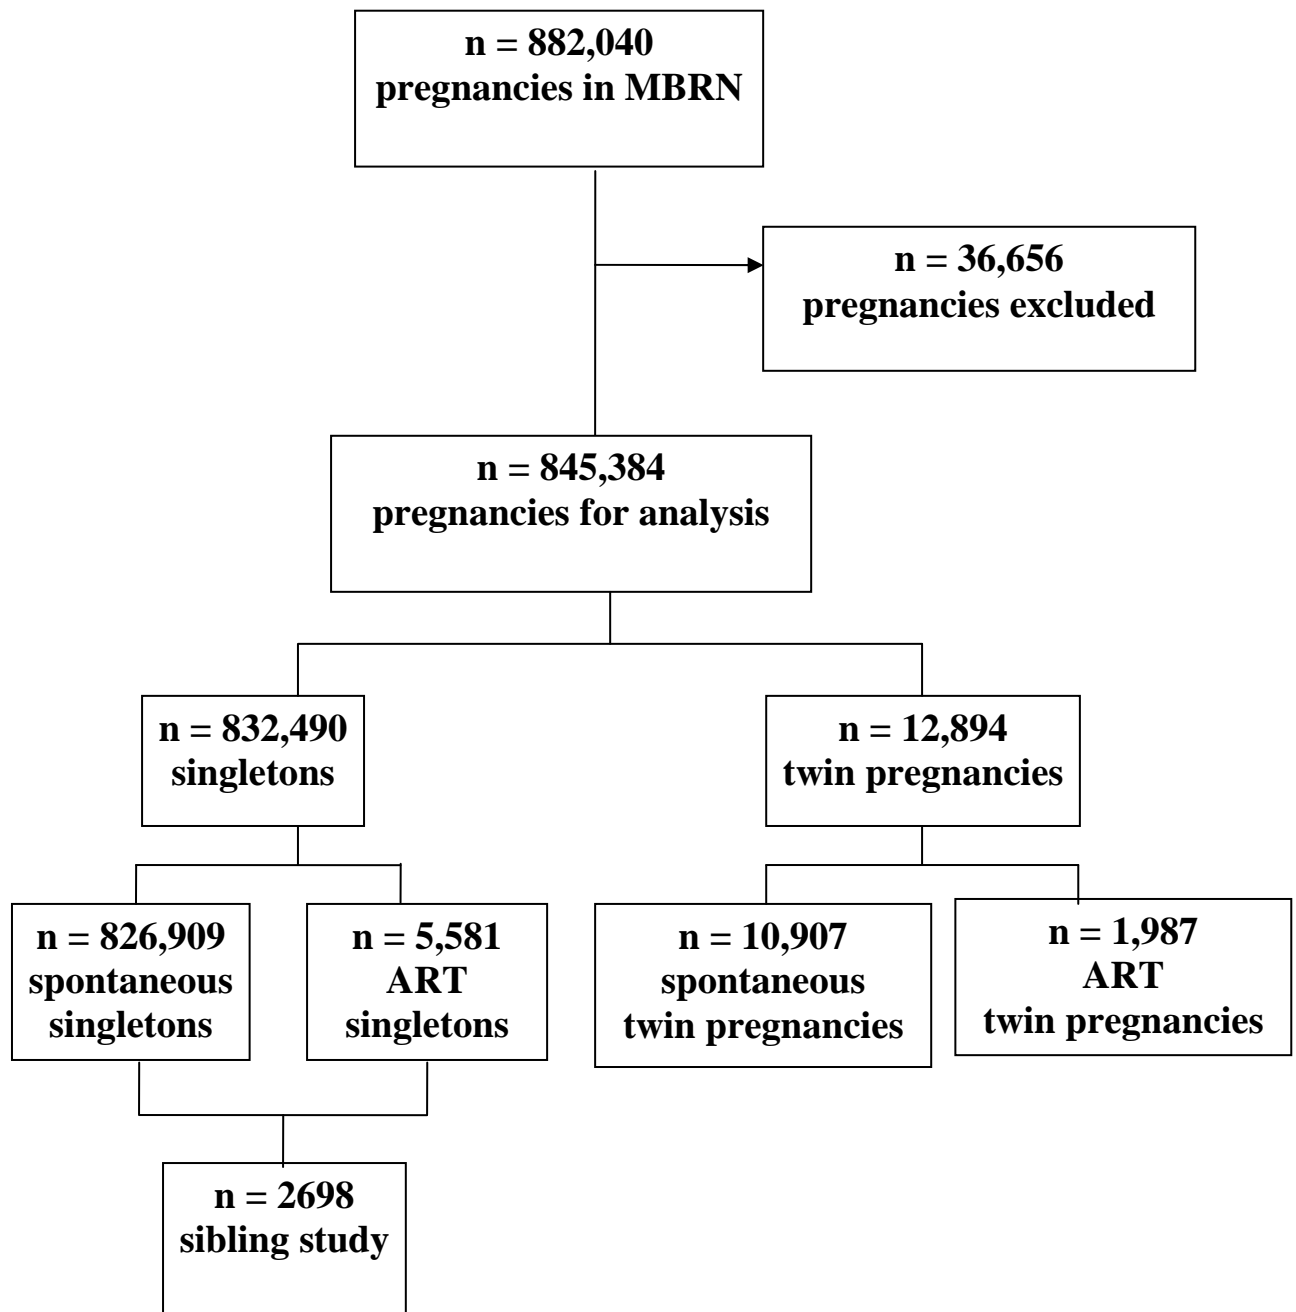 n = 882,040
pregnancies in MBRN
n = 36,656
pregnancies excluded
n = 845,384
pregnancies for analysis
n = 832,490
singletons
n = 12,894
twin pregnancies
n = 826,909
spontaneous
singletons
n = 5,581
ART
singletons
n = 10,907
spontaneous
twin pregnancies
n = 1,987
ART
twin pregnancies
n = 2698
sibling study